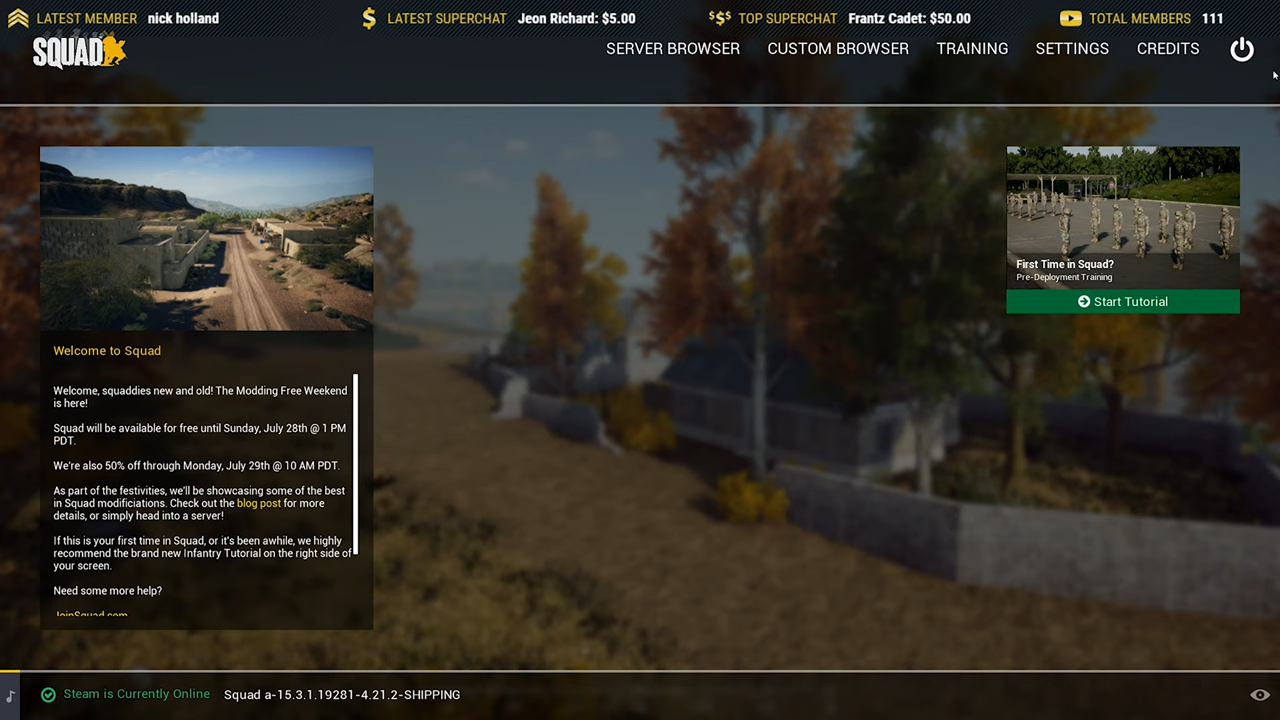 LATEST MEMBER nick holland
$ LATEST SUPERCHAT Jeon Richard: $5.00
$$$ TOP SUPERCHAT Frantz Cadet: $50.00
TOTAL MEMBERS 111
SQUAD
SERVER BROWSER
CUSTOM BROWSER
TRAINING
SETTINGS
CREDITS
First Time in Squad?
Pre-Deployment Training
Start Tutorial
Welcome to Squad
Welcome, squaddies new and old! The Modding Free Weekend
is here!
Squad will be available for free until Sunday, July 28th @ 1 PM
PDT.
We're also 50% off through Monday, July 29th @ 10 AM PDT.
As part of the festivities, we'll be showcasing some of the best
in Squad modificiations. Check out the blog post for more
details, or simply head into a server!
If this is your first time in Squad, or it's been awhile, we highly
recommend the brand new Infantry Tutorial on the right side of
your screen.
Need some more help?
JoinSquad.com
Steam is Currently Online
Squad a-15.3.1.19281-4.21.2-SHIPPING